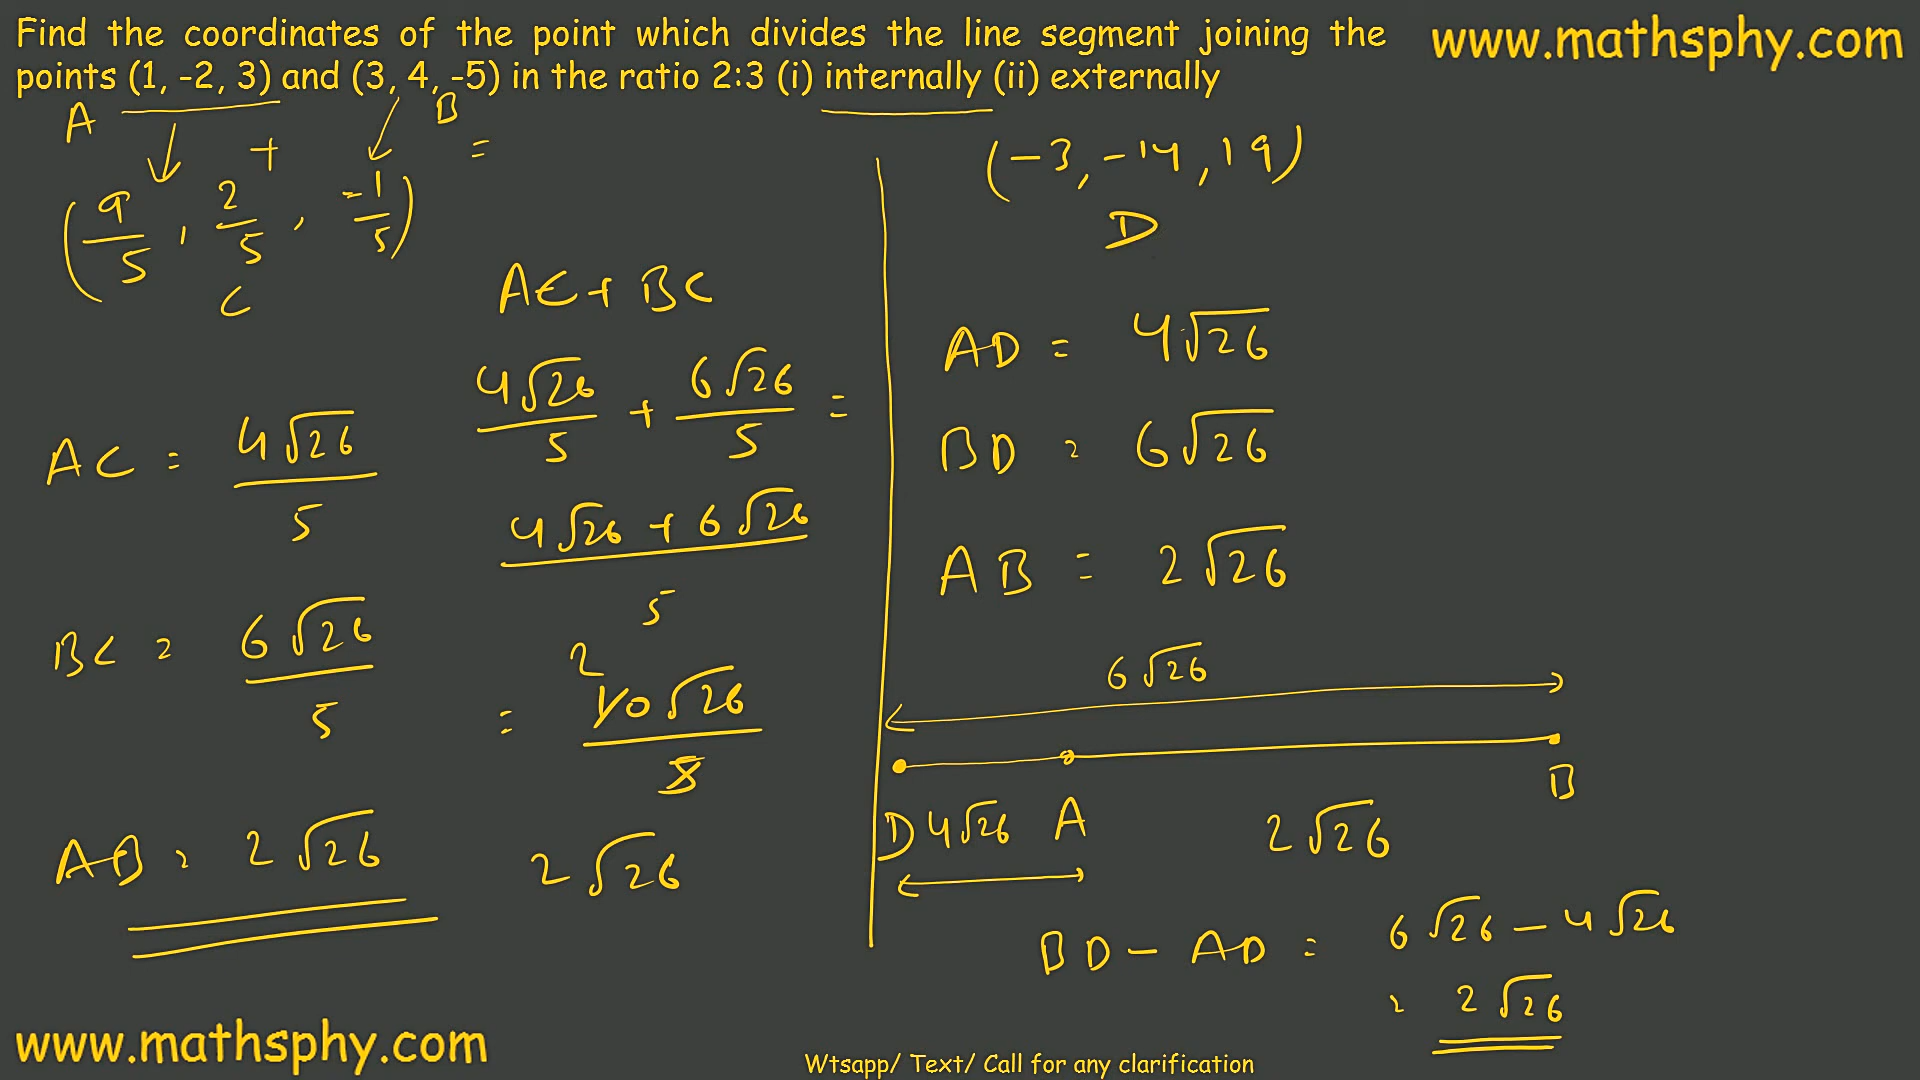 Find the coordinates of the point which divides the line segment joining the
points (1, -2, 3) and (3, 4, -5) in the ratio 2:3 (i) internally (ii) externally
www.mathsphy.com
A B
+ =
(9/5, 2/5, -1/5)
C
AC = 4√26/5
BC = 6√26/5
AB = 2√26
AC + BC
4√26/5 + 6√26/5 =
4√26 + 6√26
5
= 2 10√26/5
2√26
(-3, -14, 19)
D
AD = 4√26
BD = 6√26
AB = 2√26
6√26
B
D 4√26 A 2√26
BD - AD = 6√26 - 4√26
= 2√26
www.mathsphy.com
Wtsapp/ Text/ Call for any clarification